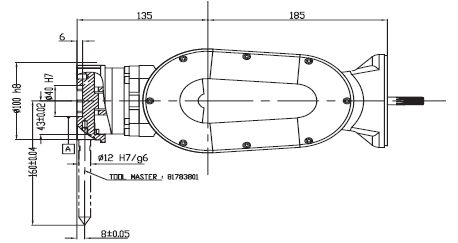 135
185
6
Ø100 h8
Ø40 H7
43±0.02
160±0.04
A
Ø12 H7/g6
TOOL MASTER : 81783801
8±0.05